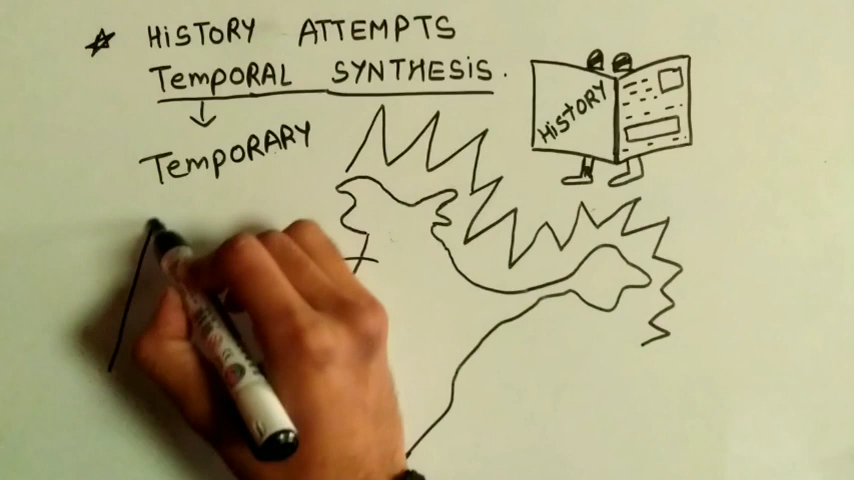 HISTORY ATTEMPTS
TEMPORAL SYNTHESIS.
TEMPORARY
HISTORY